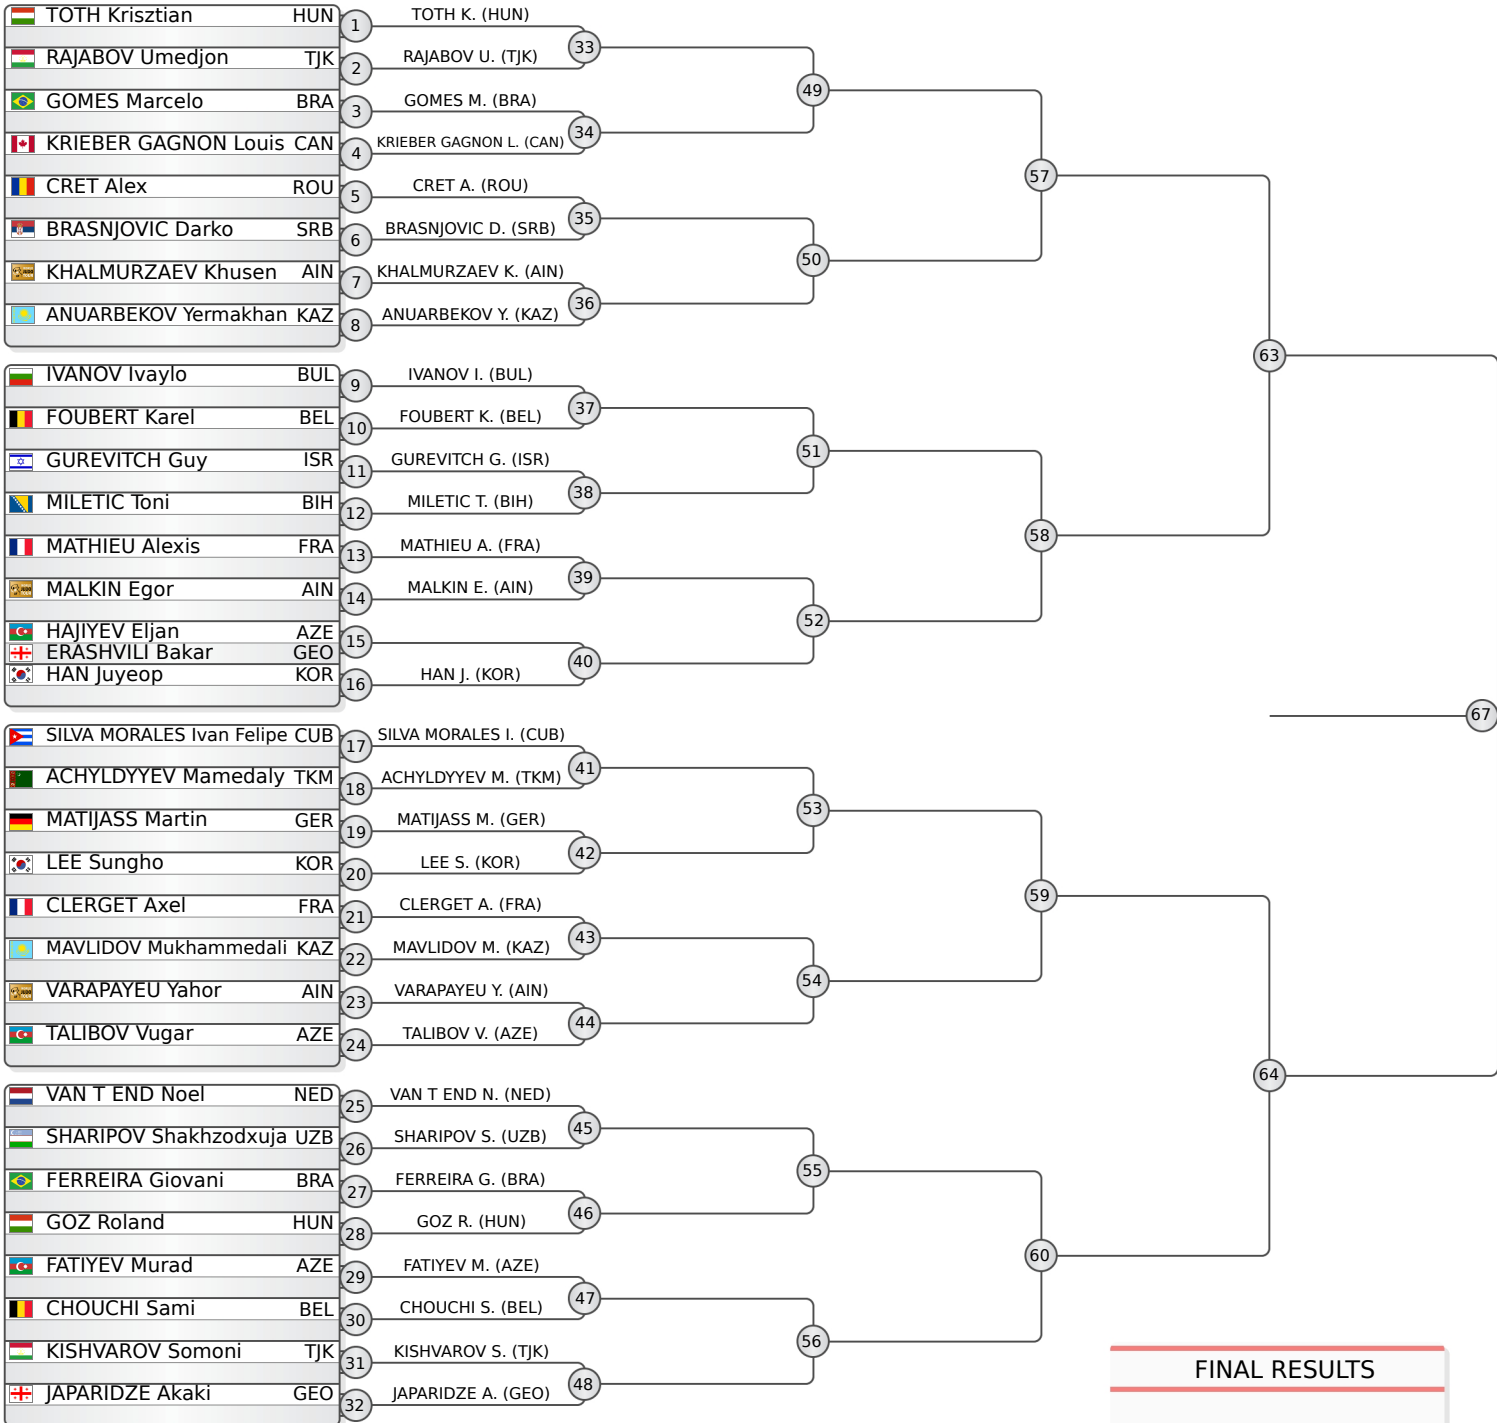 TOTH Krisztian HUN 1 TOTH K. (HUN)
33
RAJABOV Umedjon TJK 2 RAJABOV U. (TJK)
49
GOMES Marcelo BRA 3 GOMES M. (BRA)
34
KRIEBER GAGNON Louis CAN 4 KRIEBER GAGNON L. (CAN)
57
CRET Alex ROU 5 CRET A. (ROU)
35
BRASNJOVIC Darko SRB 6 BRASNJOVIC D. (SRB)
50
KHALMURZAEV Khusen AIN 7 KHALMURZAEV K. (AIN)
36
ANUARBEKOV Yermakhan KAZ 8 ANUARBEKOV Y. (KAZ)
63
IVANOV Ivaylo BUL 9 IVANOV I. (BUL)
37
FOUBERT Karel BEL 10 FOUBERT K. (BEL)
51
GUREVITCH Guy ISR 11 GUREVITCH G. (ISR)
38
MILETIC Toni BIH 12 MILETIC T. (BIH)
58
MATHIEU Alexis FRA 13 MATHIEU A. (FRA)
39
MALKIN Egor AIN 14 MALKIN E. (AIN)
52
HAJIYEV Eljan AZE 15
ERASHVILI Bakar GEO
40
HAN Juyeop KOR 16 HAN J. (KOR)
67
SILVA MORALES Ivan Felipe CUB 17 SILVA MORALES I. (CUB)
41
ACHYLDYYEV Mamedaly TKM 18 ACHYLDYYEV M. (TKM)
53
MATIJASS Martin GER 19 MATIJASS M. (GER)
42
LEE Sungho KOR 20 LEE S. (KOR)
59
CLERGET Axel FRA 21 CLERGET A. (FRA)
43
MAVLIDOV Mukhammedali KAZ 22 MAVLIDOV M. (KAZ)
54
VARAPAYEU Yahor AIN 23 VARAPAYEU Y. (AIN)
44
TALIBOV Vugar AZE 24 TALIBOV V. (AZE)
64
VAN T END Noel NED 25 VAN T END N. (NED)
45
SHARIPOV Shakhzodxuja UZB 26 SHARIPOV S. (UZB)
55
FERREIRA Giovani BRA 27 FERREIRA G. (BRA)
46
GOZ Roland HUN 28 GOZ R. (HUN)
60
FATIYEV Murad AZE 29 FATIYEV M. (AZE)
47
CHOUCHI Sami BEL 30 CHOUCHI S. (BEL)
56
KISHVAROV Somoni TJK 31 KISHVAROV S. (TJK)
48
JAPARIDZE Akaki GEO 32 JAPARIDZE A. (GEO)
FINAL RESULTS